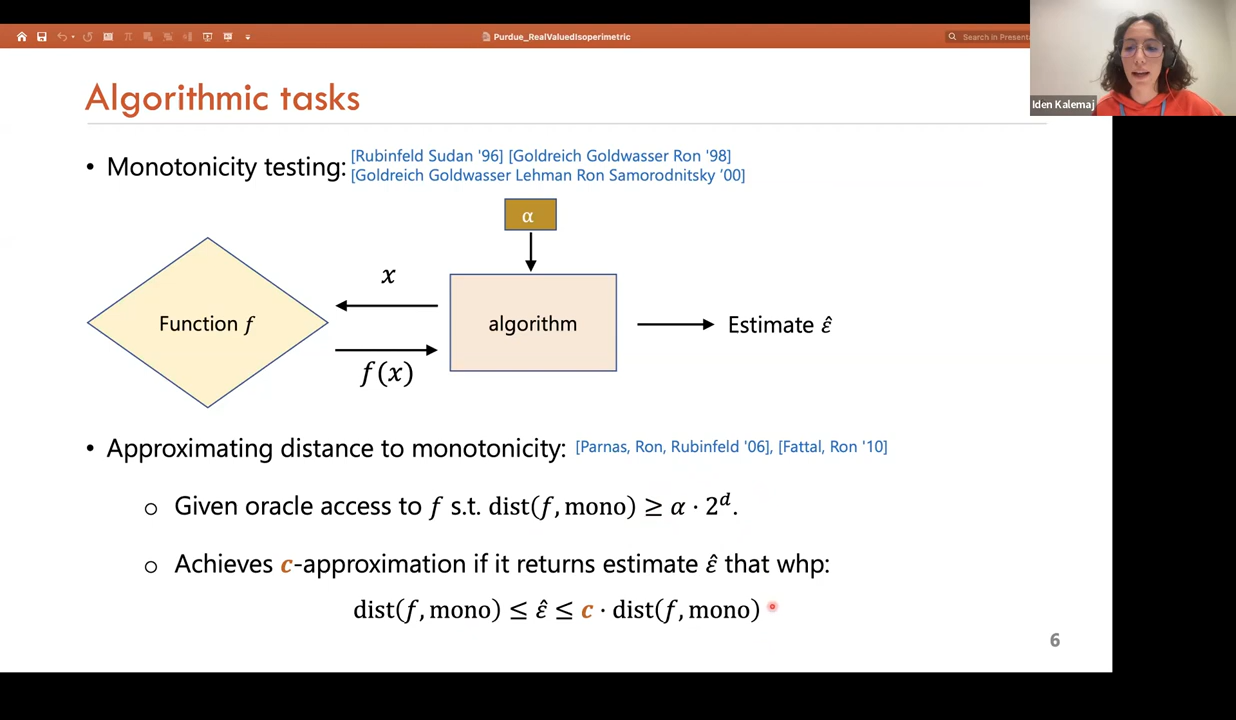 Purdue_RealValuedIsoperimetric
Search in Presenta
Iden Kalemaj
Algorithmic tasks
• Monotonicity testing: [Rubinfeld Sudan '96] [Goldreich Goldwasser Ron '98]
[Goldreich Goldwasser Lehman Ron Samorodnitsky ’00]
α
x
Function f
algorithm
Estimate ε̂
f(x)
• Approximating distance to monotonicity: [Parnas, Ron, Rubinfeld '06], [Fattal, Ron '10]
o Given oracle access to f s.t. dist(f, mono) ≥ α · 2^d.
o Achieves c-approximation if it returns estimate ε̂ that whp:
dist(f, mono) ≤ ε̂ ≤ c · dist(f, mono)
6